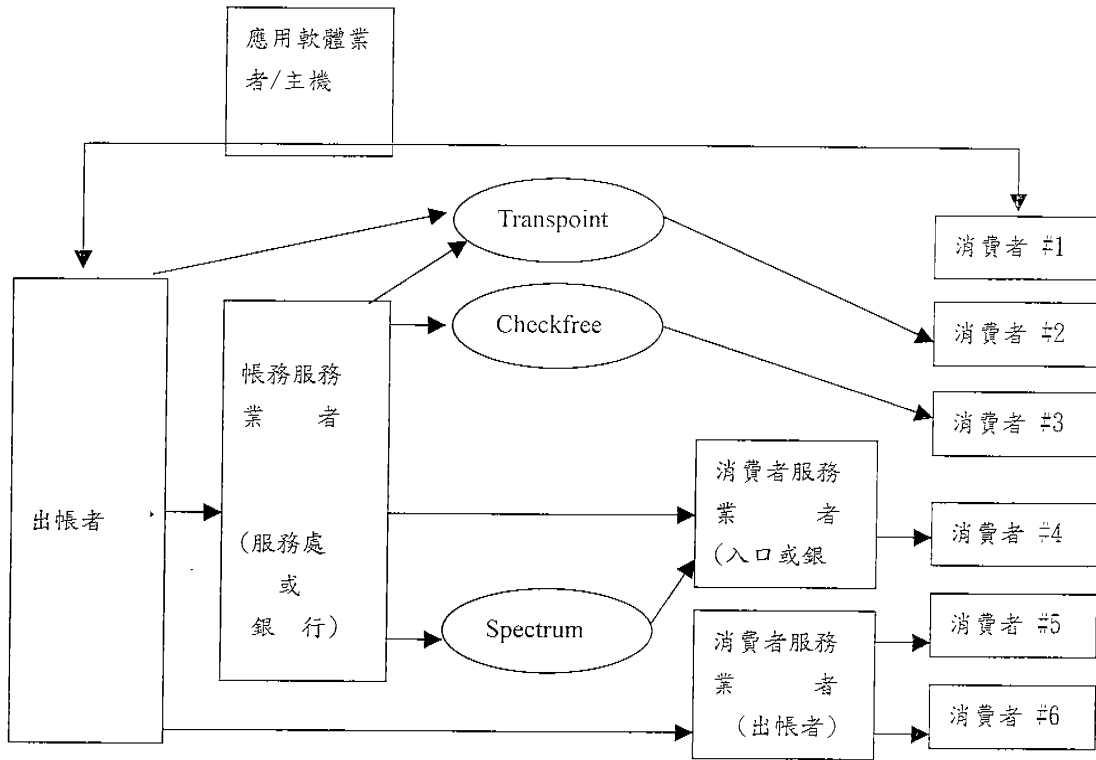 應用軟體業
者/主機
Transpoint
消費者 #1
Checkfree
消費者 #2
帳務服務
業 者
消費者 #3
消費者服務
業 者
(入口或銀
出帳者
(服務處
或
銀 行)
消費者 #4
Spectrum
消費者服務
業 者
(出帳者)
消費者 #5
消費者 #6